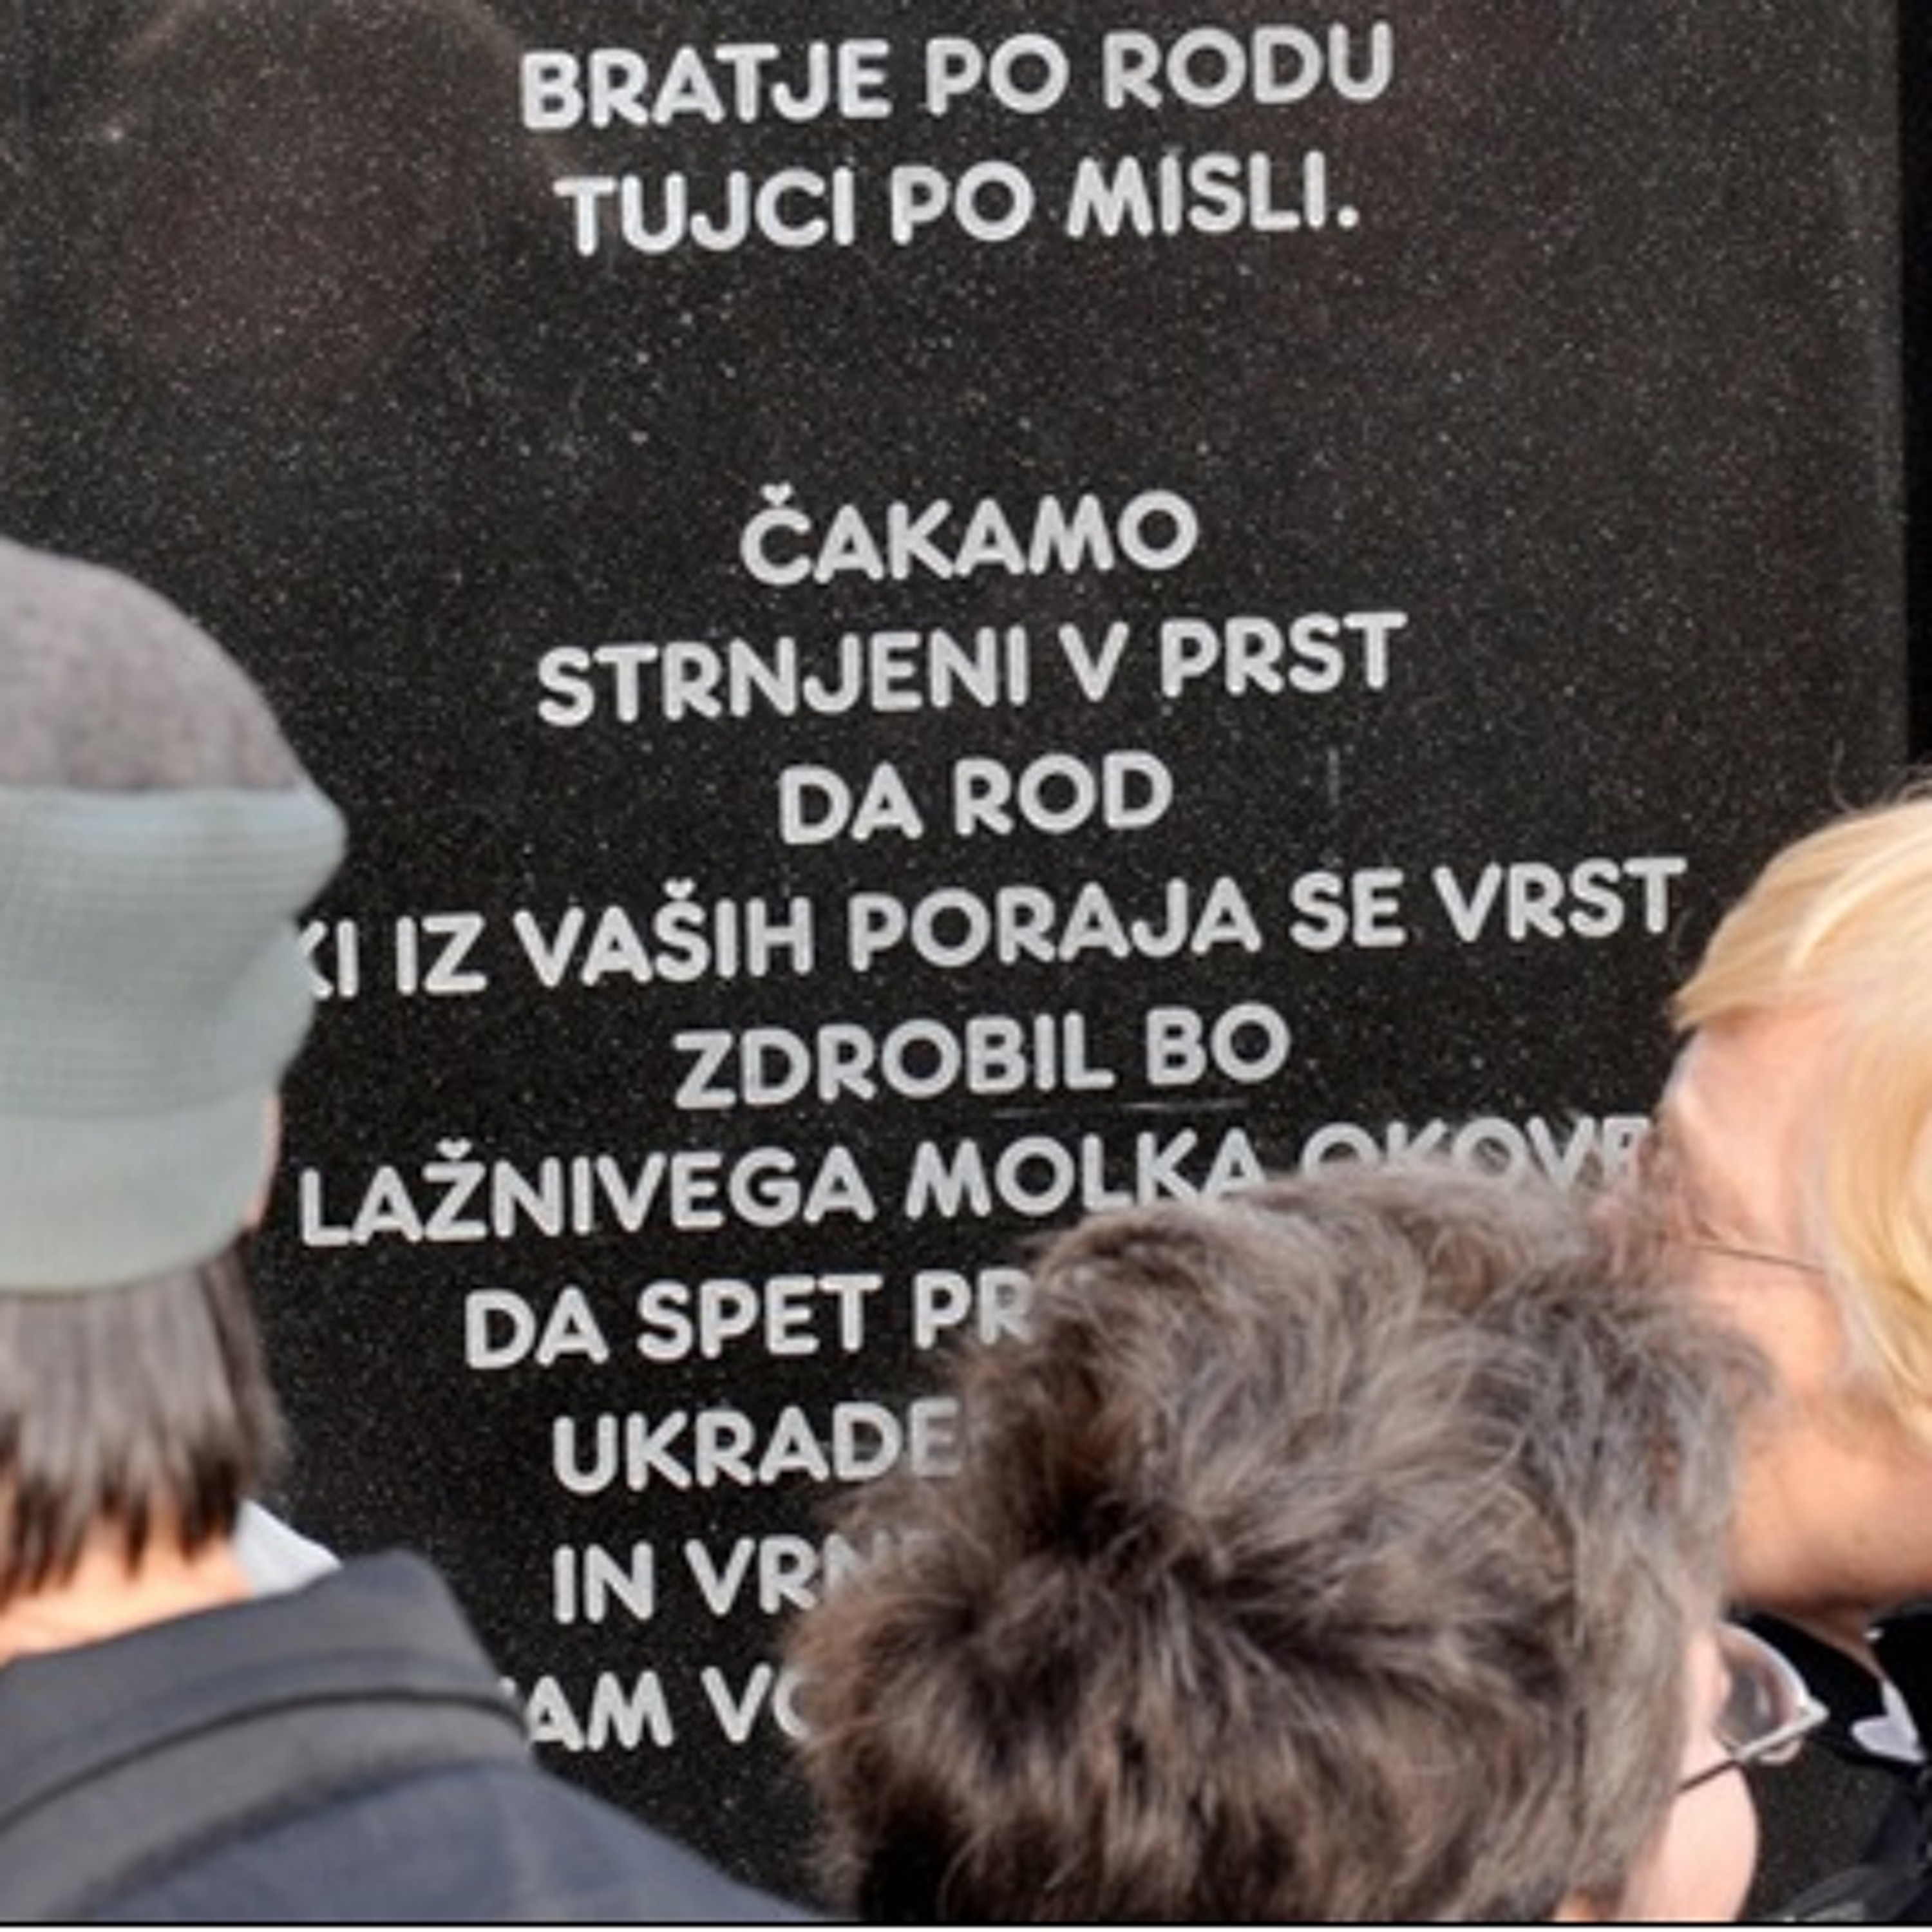 BRATJE PO RODU
TUJCI PO MISLI.
ČAKAMO
STRNJENI V PRST
DA ROD
KI IZ VAŠIH PORAJA SE VRST
ZDROBIL BO
LAŽNIVEGA MOLKA
DA SPET
IN